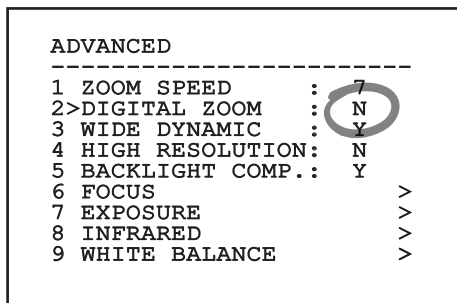 ADVANCED
-------------------------
1 ZOOM SPEED : 7
2>DIGITAL ZOOM : N
3 WIDE DYNAMIC : Y
4 HIGH RESOLUTION: N
5 BACKLIGHT COMP.: Y
6 FOCUS >
7 EXPOSURE >
8 INFRARED >
9 WHITE BALANCE >